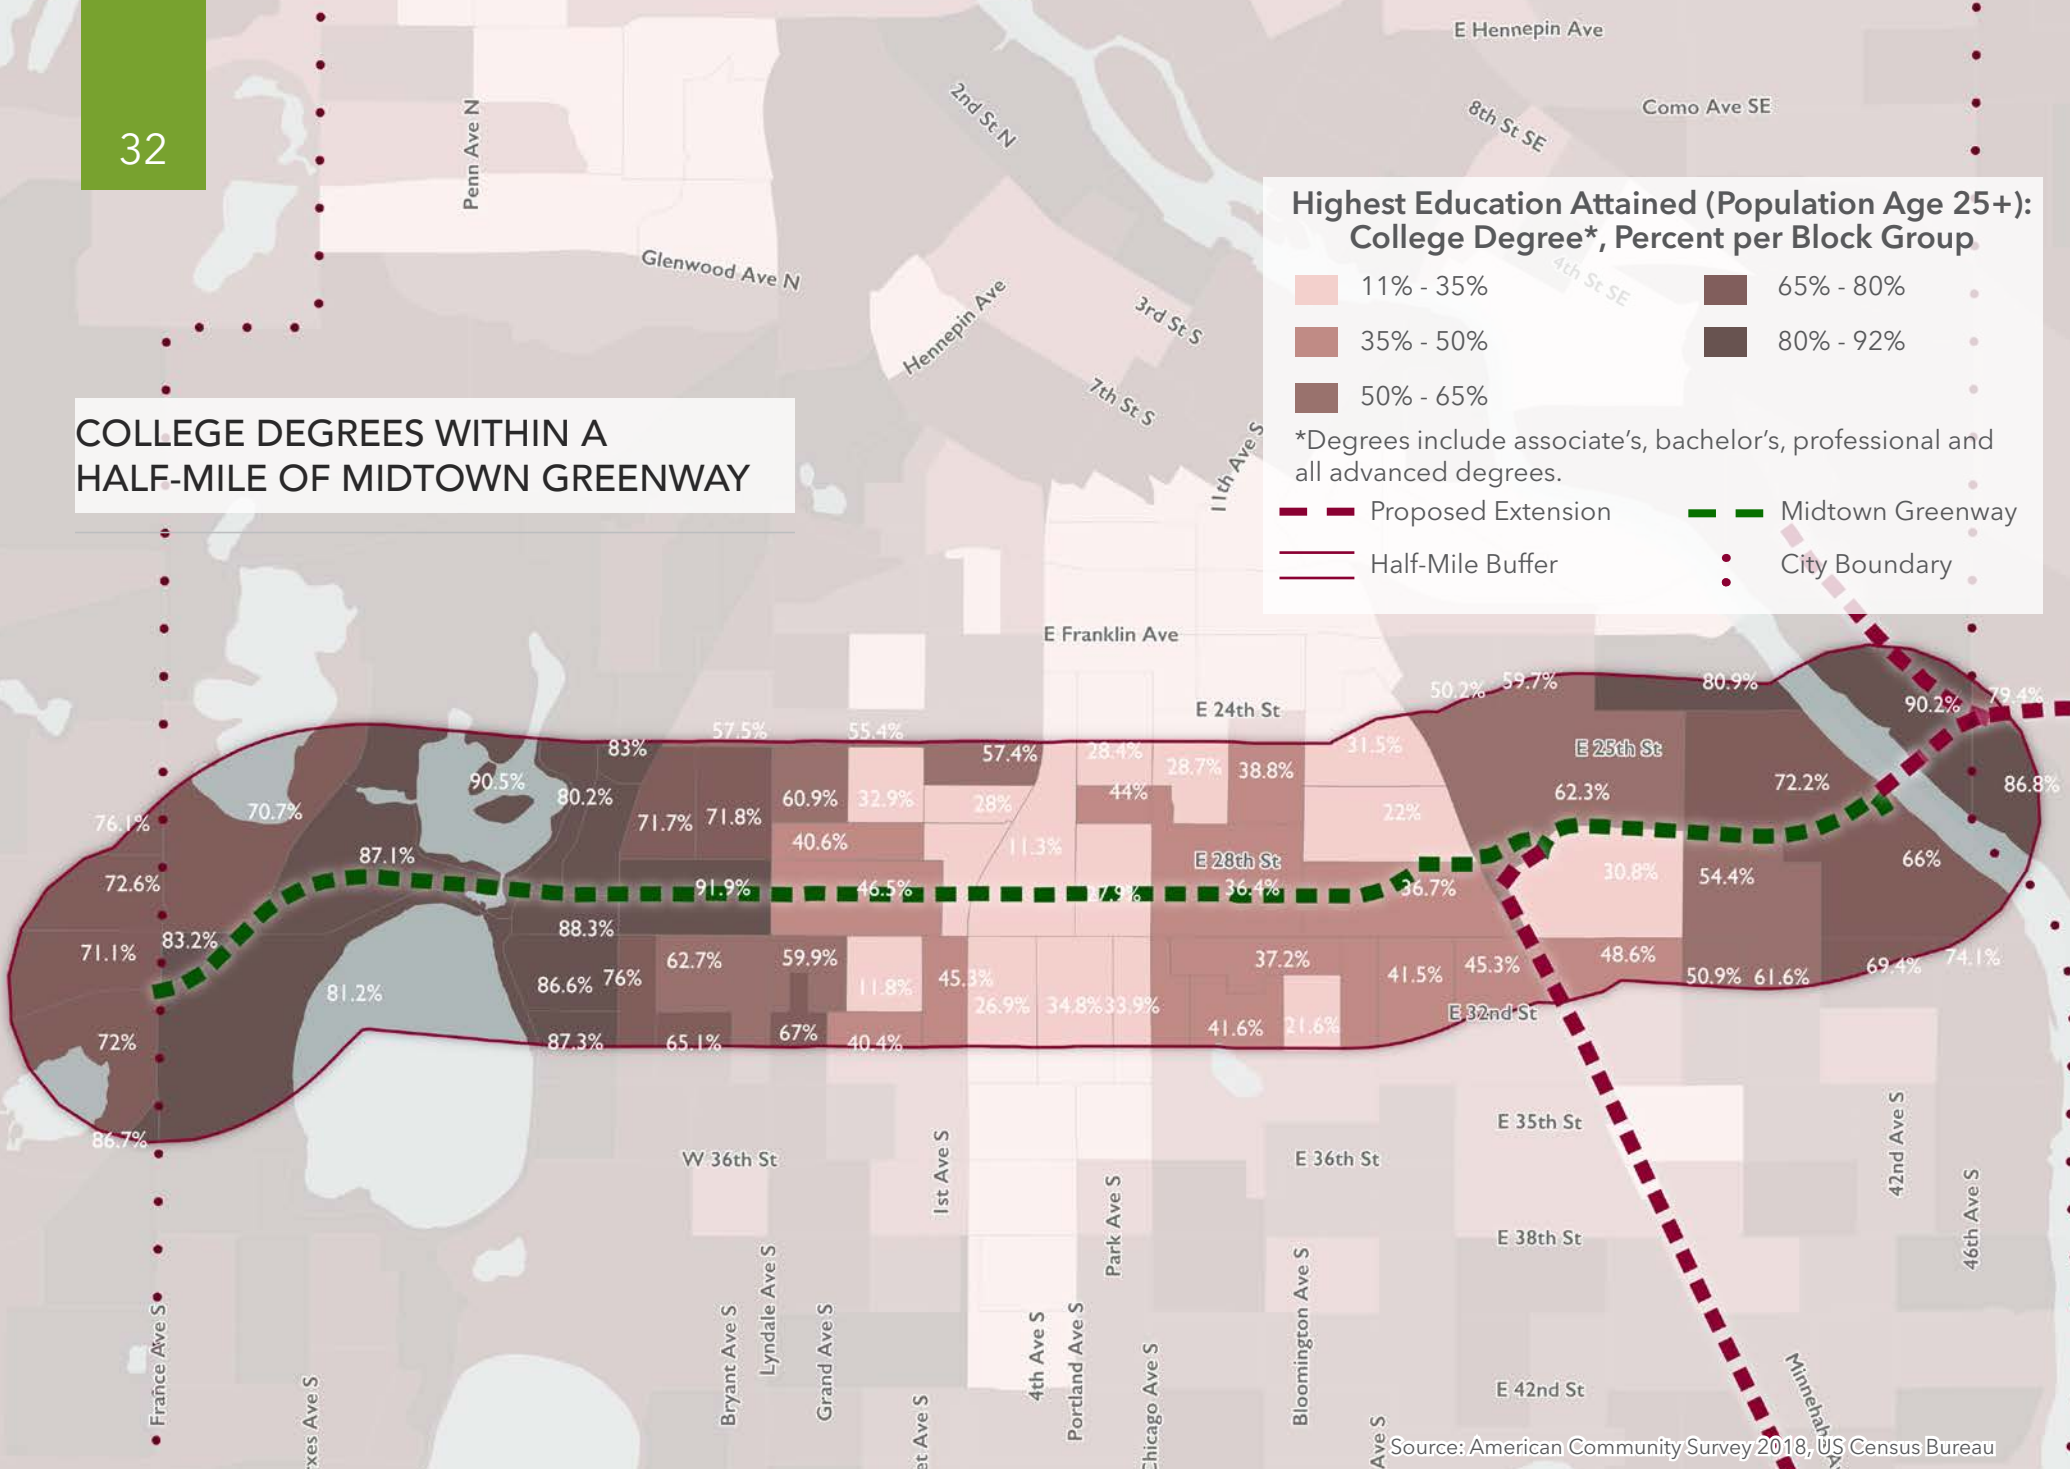 32
COLLEGE DEGREES WITHIN A
HALF-MILE OF MIDTOWN GREENWAY
Highest Education Attained (Population Age 25+):
College Degree*, Percent per Block Group
11% - 35%
35% - 50%
50% - 65%
65% - 80%
80% - 92%
*Degrees include associate's, bachelor's, professional and
all advanced degrees.
Proposed Extension
Midtown Greenway
Half-Mile Buffer
City Boundary
E Hennepin Ave
Como Ave SE
8th St SE
4th St SE
2nd St N
Penn Ave N
Glenwood Ave N
Hennepin Ave
3rd St S
7th St S
11th Ave S
E Franklin Ave
E 24th St
E 25th St
E 28th St
E 32nd St
50.2%
59.7%
80.9%
90.2%
79.4%
57.5%
55.4%
83%
57.4%
28.4%
28.7%
38.8%
31.5%
90.5%
80.2%
60.9%
32.9%
28%
44%
22%
62.3%
72.2%
86.8%
76.1%
70.7%
71.7%
71.8%
40.6%
11.3%
87.1%
72.6%
91.9%
46.5%
36.4%
36.7%
30.8%
54.4%
66%
88.3%
83.2%
71.1%
62.7%
59.9%
37.2%
41.5%
45.3%
48.6%
50.9%
61.6%
69.4%
74.1%
81.2%
86.6%
76%
11.8%
45.3%
26.9%
34.8%
33.9%
41.6%
21.6%
72%
87.3%
65.1%
67%
40.4%
86.7%
W 36th St
E 36th St
E 35th St
E 38th St
E 42nd St
France Ave S
Bryant Ave S
Lyndale Ave S
Grand Ave S
1st Ave S
4th Ave S
Portland Ave S
Park Ave S
Chicago Ave S
Bloomington Ave S
Ave S
42nd Ave S
46th Ave S
Source: American Community Survey 2018, US Census Bureau